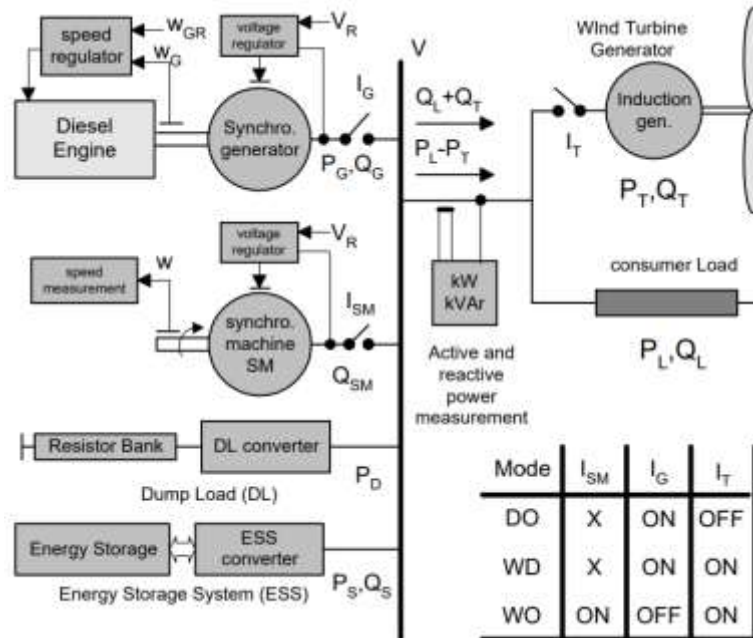 speed
regulator
w_GR
w_G
Diesel
Engine
voltage
regulator
V_R
Synchro.
generator
I_G
P_G,Q_G
V
Q_L+Q_T
P_L-P_T
WInd Turbine
Generator
Induction
gen.
I_T
P_T,Q_T
speed
measurement
w
voltage
regulator
V_R
synchro.
machine
SM
I_SM
Q_SM
kW
kVAr
Active and
reactive
power
measurement
consumer Load
P_L,Q_L
Resistor Bank
DL converter
P_D
Dump Load (DL)
Energy Storage
ESS
converter
P_S,Q_S
Energy Storage System (ESS)
Mode I_SM I_G I_T
DO X ON OFF
WD X ON ON
WO ON OFF ON